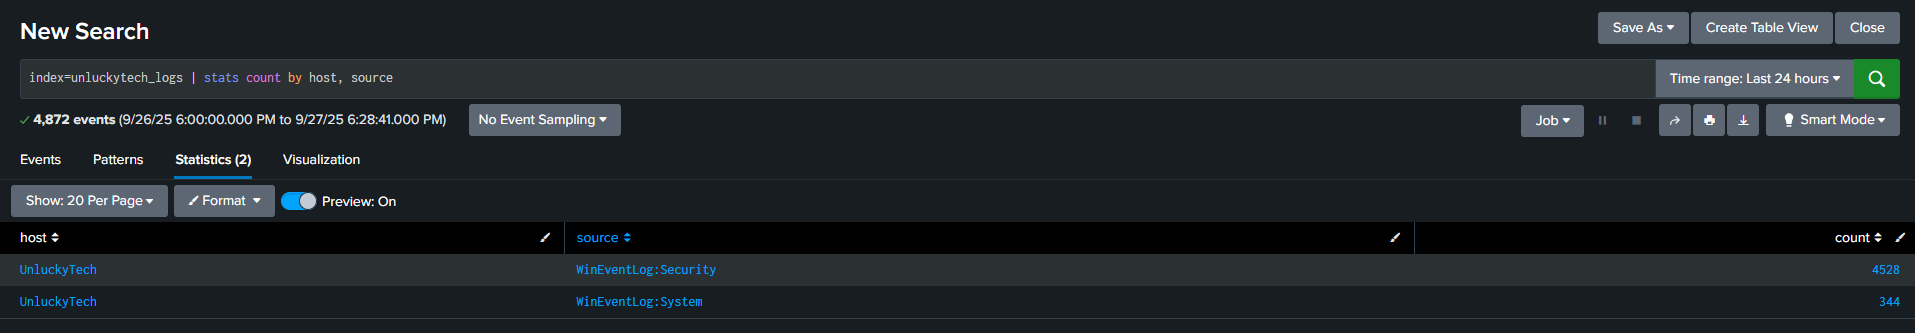 New Search
Save As
Create Table View
Close
index=unluckytech_logs | stats count by host, source
Time range: Last 24 hours
4,872 events (9/26/25 6:00:00.000 PM to 9/27/25 6:28:41.000 PM)
No Event Sampling
Job
Smart Mode
Events
Patterns
Statistics (2)
Visualization
Show: 20 Per Page
Format
Preview: On
host
source
count
UnluckyTech
WinEventLog:Security
4528
UnluckyTech
WinEventLog:System
344